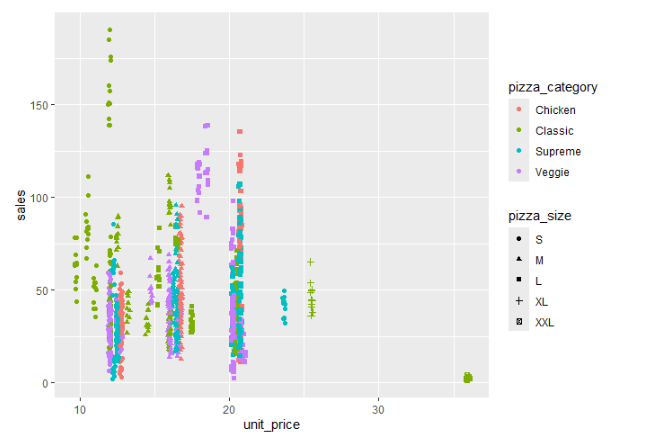 sales
150
100
50
0
10
20
30
unit_price
pizza_category
Chicken
Classic
Supreme
Veggie
pizza_size
S
M
L
XL
XXL